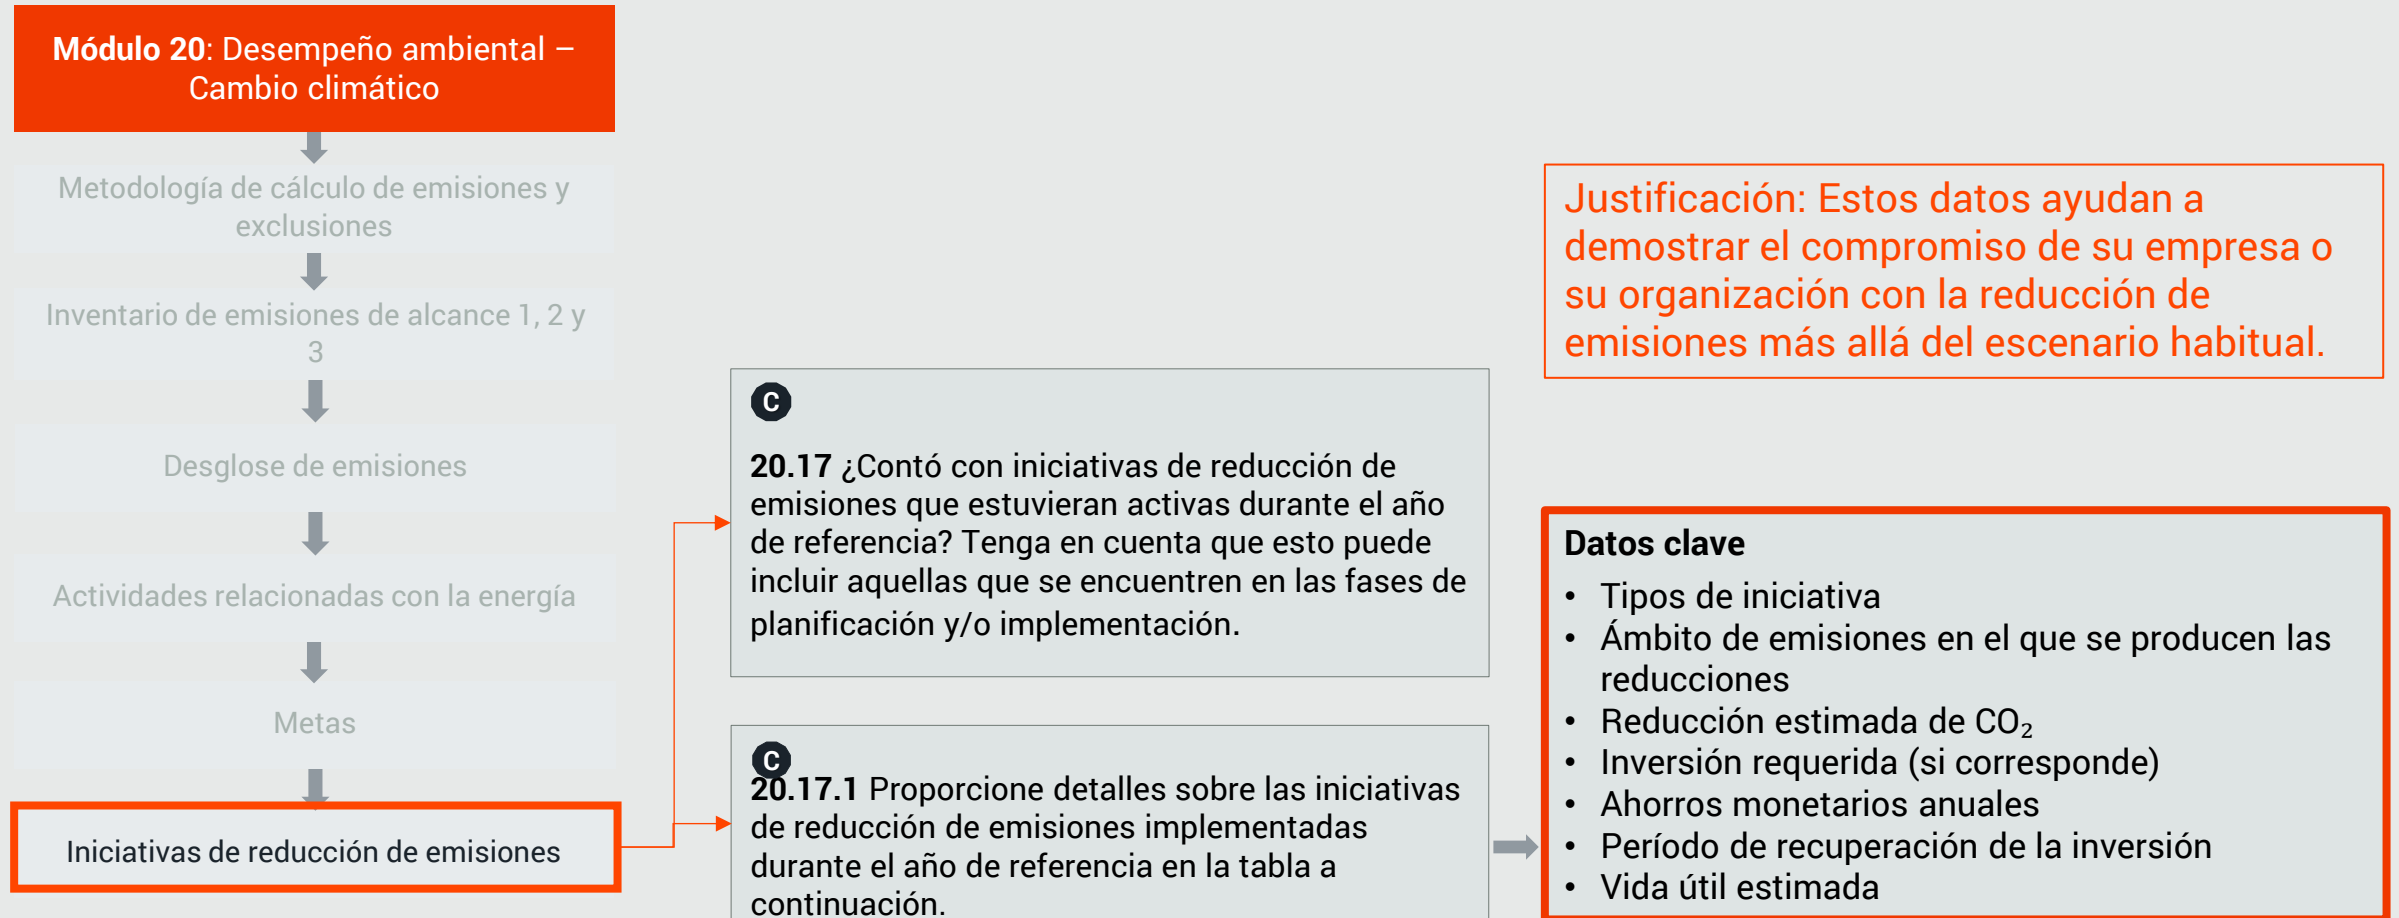 Módulo 20: Desempeño ambiental –
Cambio climático
Metodología de cálculo de emisiones y
exclusiones
Inventario de emisiones de alcance 1, 2 y
3
Desglose de emisiones
Actividades relacionadas con la energía
Metas
Iniciativas de reducción de emisiones
C
20.17 ¿Contó con iniciativas de reducción de
emisiones que estuvieran activas durante el año
de referencia? Tenga en cuenta que esto puede
incluir aquellas que se encuentren en las fases de
planificación y/o implementación.
C
20.17.1 Proporcione detalles sobre las iniciativas
de reducción de emisiones implementadas
durante el año de referencia en la tabla a
continuación.
Justificación: Estos datos ayudan a
demostrar el compromiso de su empresa o
su organización con la reducción de
emisiones más allá del escenario habitual.
Datos clave
• Tipos de iniciativa
• Ámbito de emisiones en el que se producen las
reducciones
• Reducción estimada de CO₂
• Inversión requerida (si corresponde)
• Ahorros monetarios anuales
• Período de recuperación de la inversión
• Vida útil estimada